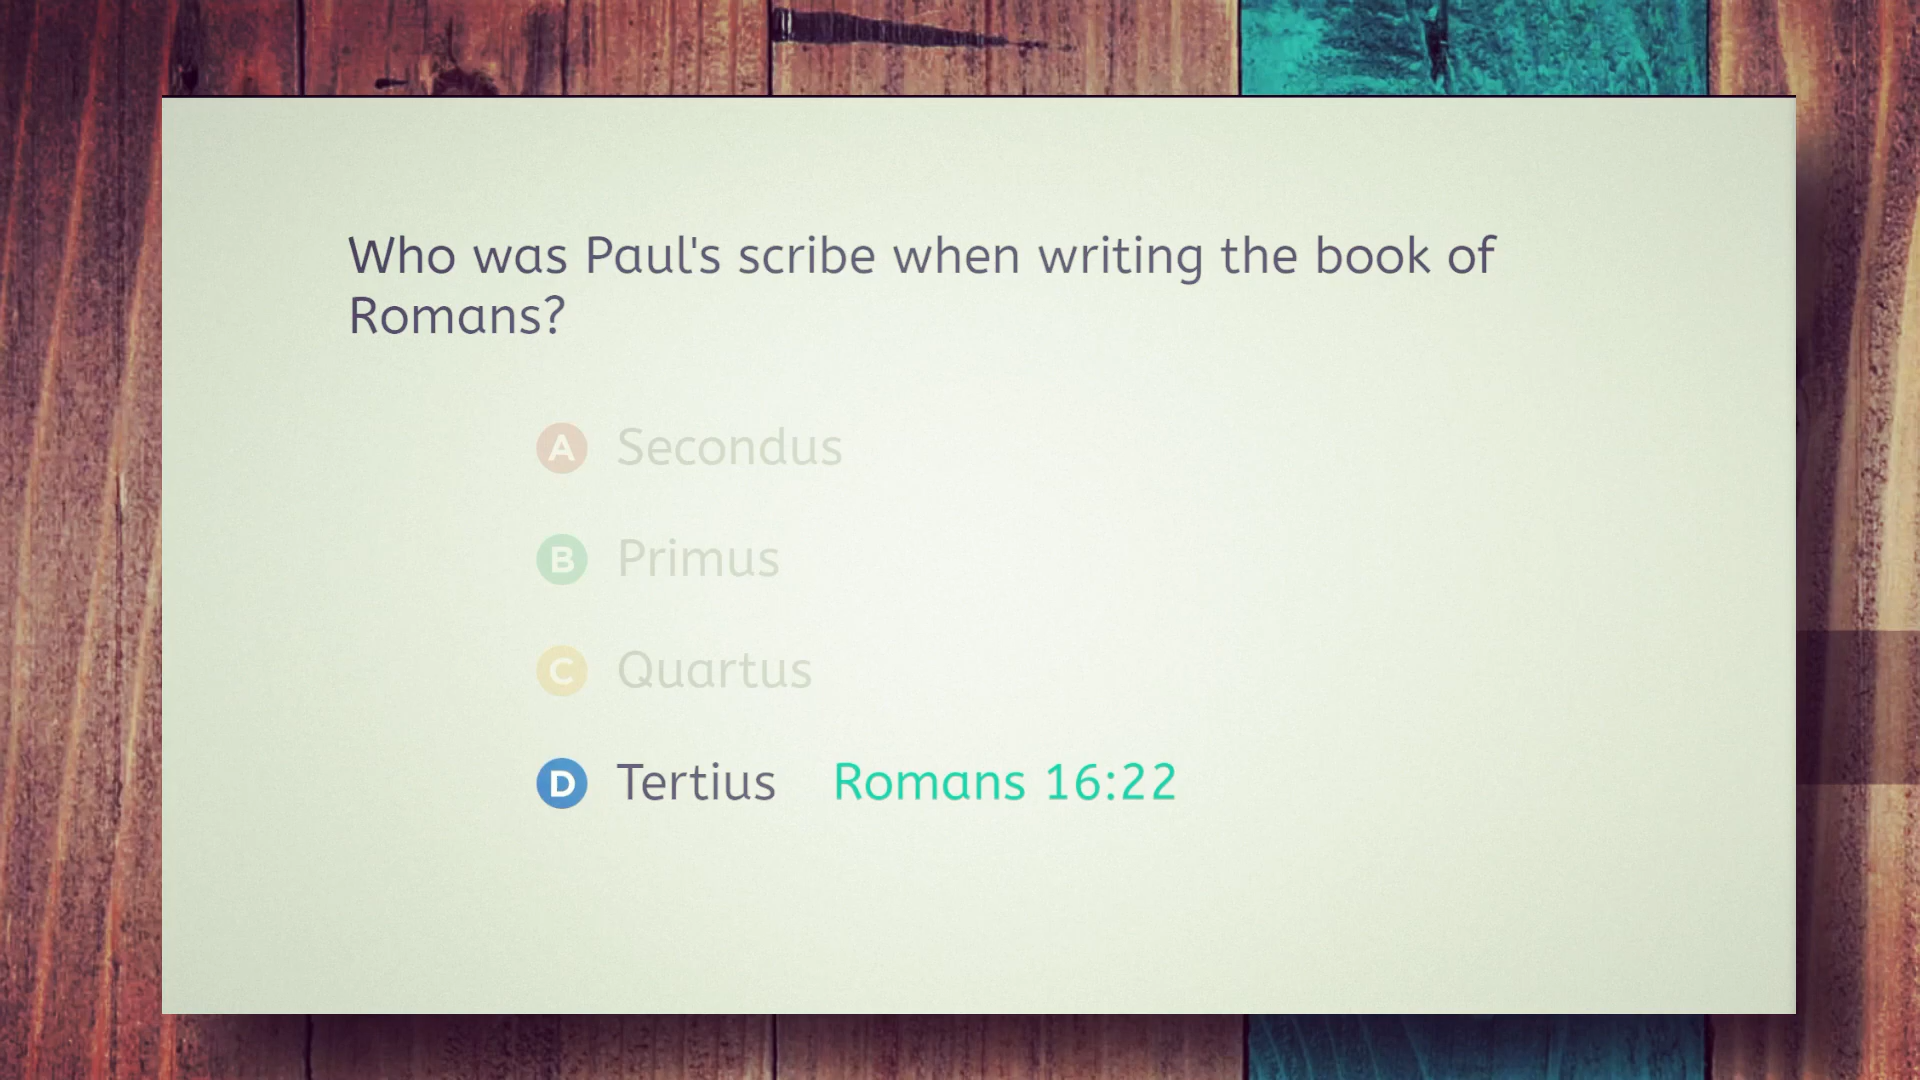 Who was Paul's scribe when writing the book of
Romans?
A Secondus
B Primus
C Quartus
D Tertius Romans 16:22